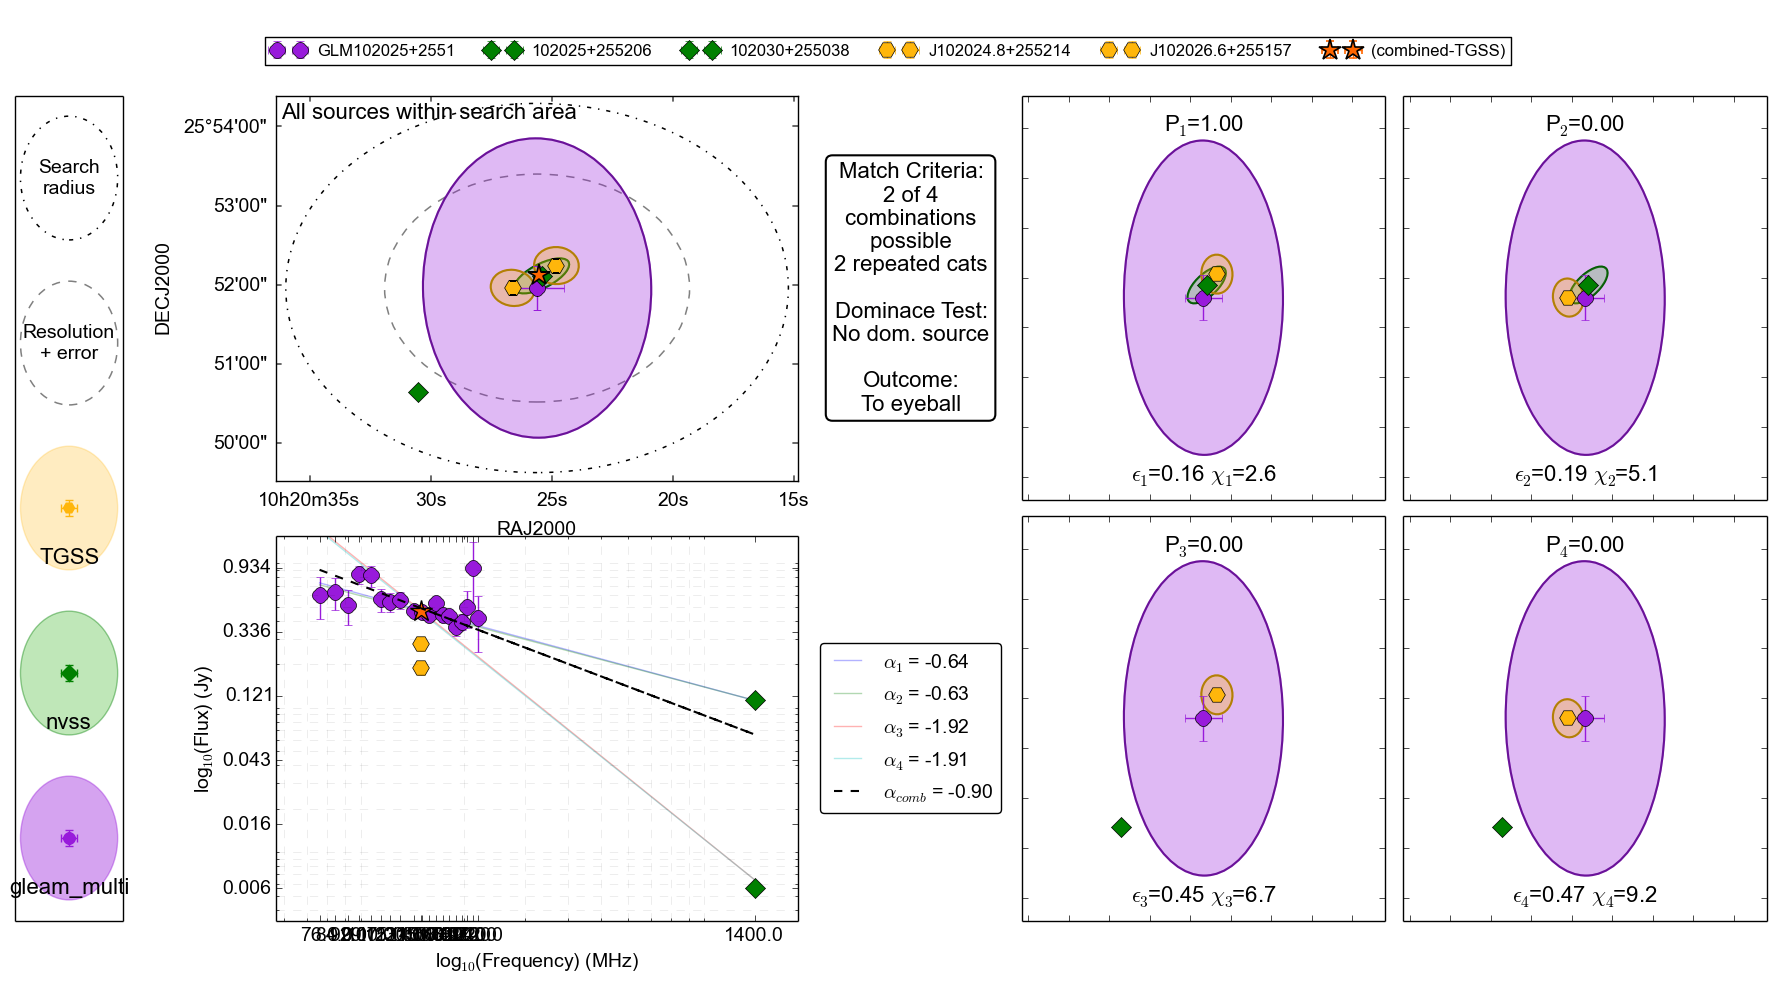 GLM102025+2551 102025+255206 102030+255038 J102024.8+255214 J102026.6+255157 (combined-TGSS)
Search
radius
Resolution
+ error
TGSS
nvss
gleam_multi
All sources within search area
DECJ2000
25°54'00"
53'00"
52'00"
51'00"
50'00"
10h20m35s 30s 25s 20s 15s
RAJ2000
Match Criteria:
2 of 4
combinations
possible
2 repeated cats
Dominace Test:
No dom. source
Outcome:
To eyeball
P1=1.00
ϵ1=0.16 χ1=2.6
P2=0.00
ϵ2=0.19 χ2=5.1
P3=0.00
ϵ3=0.45 χ3=6.7
P4=0.00
ϵ4=0.47 χ4=9.2
log10(Flux) (Jy)
0.934
0.336
0.121
0.043
0.016
0.006
1400.0
log10(Frequency) (MHz)
α1 = -0.64
α2 = -0.63
α3 = -1.92
α4 = -1.91
αcomb = -0.90